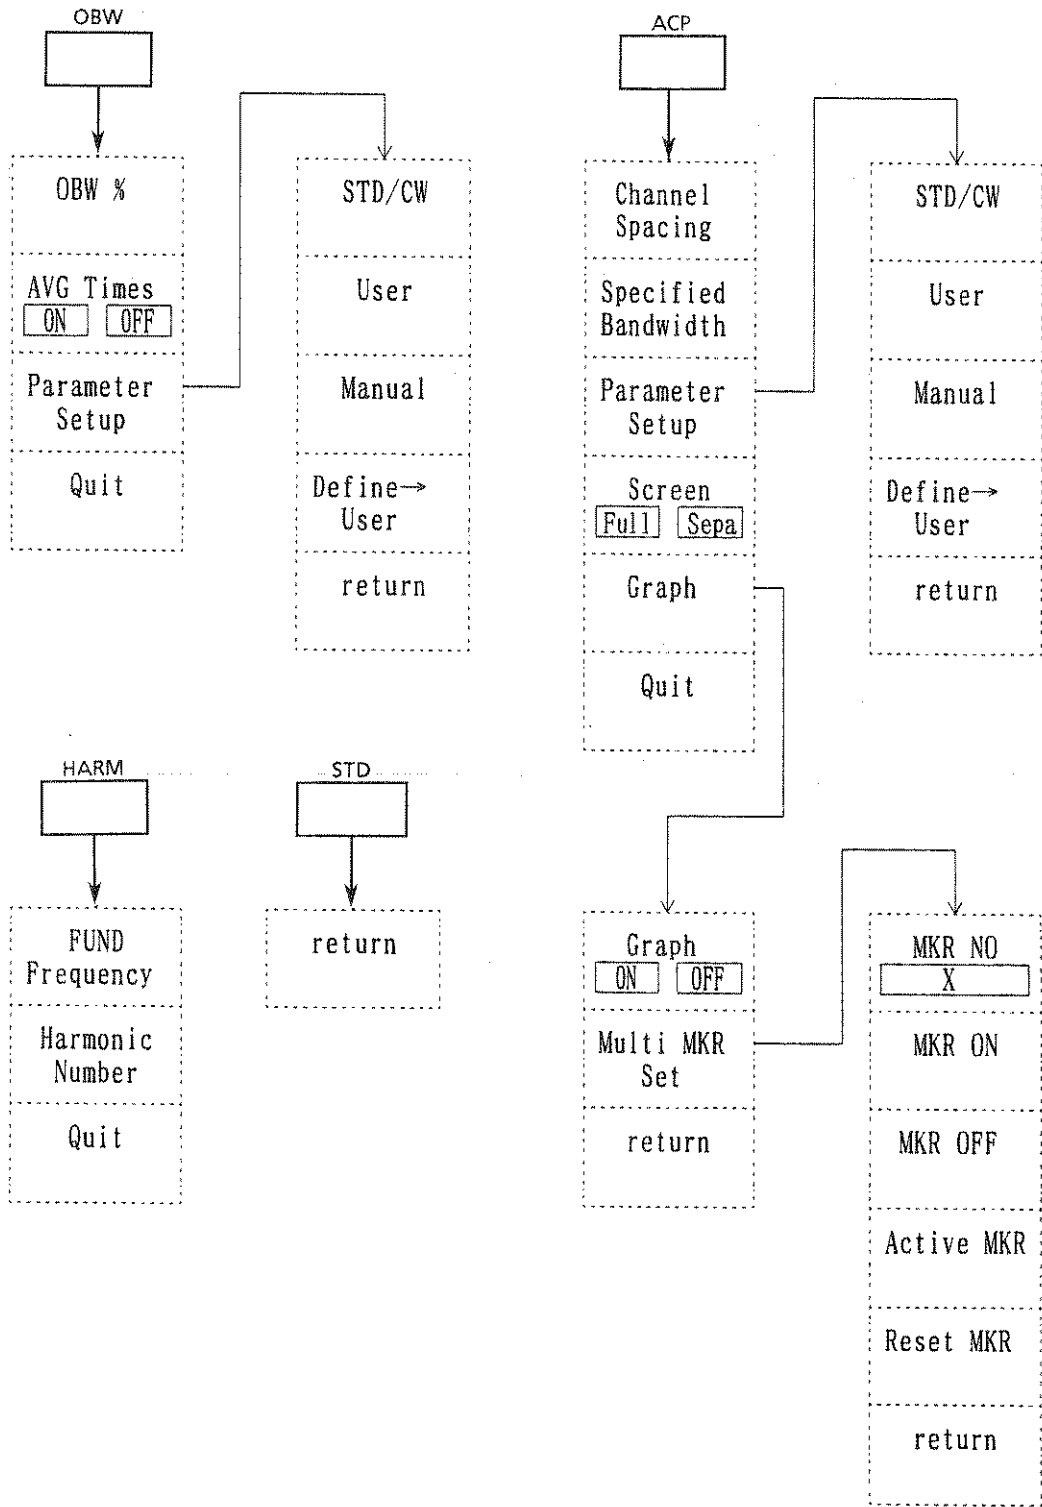 OBW
OBW %
AVG Times
ON OFF
Parameter
Setup
Quit
STD/CW
User
Manual
Define→
User
return
ACP
Channel
Spacing
Specified
Bandwidth
Parameter
Setup
Screen
Full Sepa
Graph
Quit
STD/CW
User
Manual
Define→
User
return
HARM
FUND
Frequency
Harmonic
Number
Quit
STD
return
Graph
ON OFF
Multi MKR
Set
return
MKR NO
X
MKR ON
MKR OFF
Active MKR
Reset MKR
return